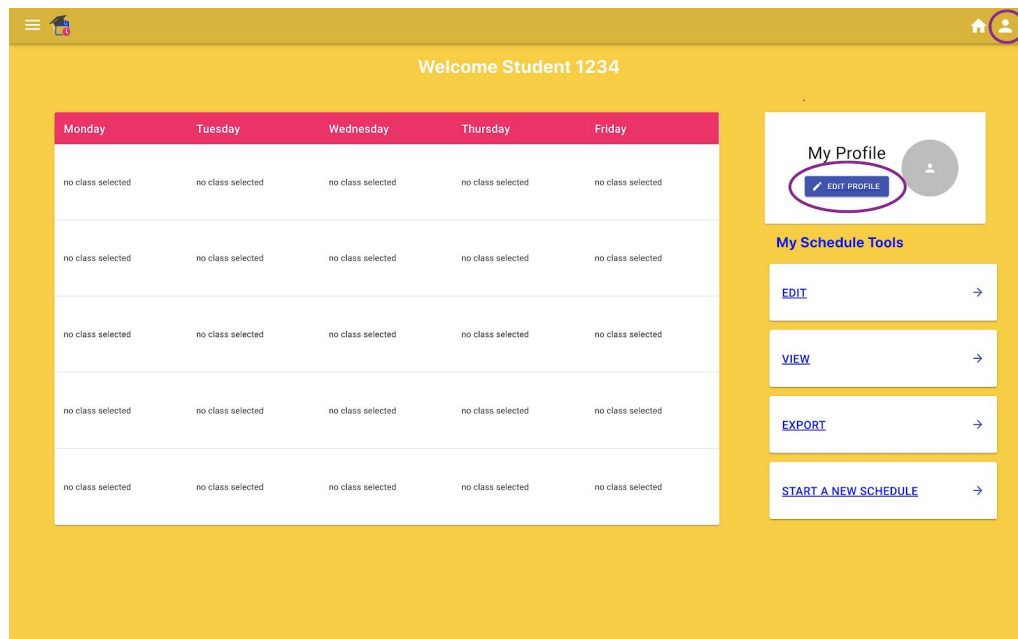 Welcome Student 1234
Monday Tuesday Wednesday Thursday Friday
no class selected no class selected no class selected no class selected no class selected
no class selected no class selected no class selected no class selected no class selected
no class selected no class selected no class selected no class selected no class selected
no class selected no class selected no class selected no class selected no class selected
no class selected no class selected no class selected no class selected no class selected
.
My Profile
EDIT PROFILE
My Schedule Tools
EDIT
VIEW
EXPORT
START A NEW SCHEDULE